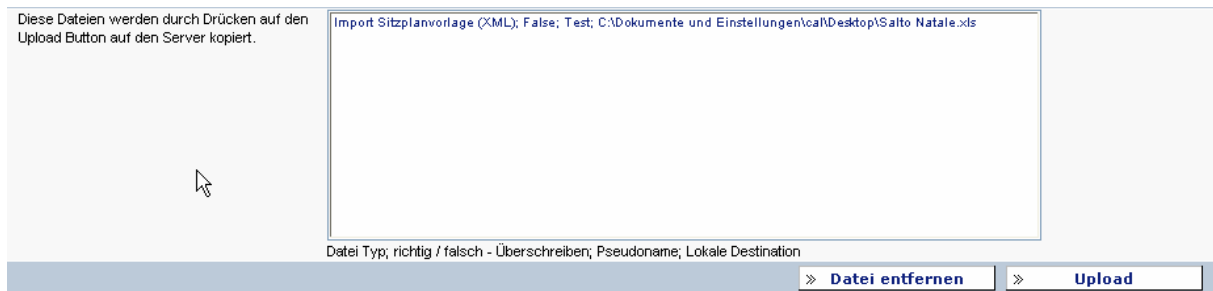 Diese Dateien werden durch Drücken auf den
Upload Button auf den Server kopiert.
Import Sitzplanvorlage (XML); False; Test; C:\Dokumente und Einstellungen\cal\Desktop\Salto Natale.xls
Datei Typ; richtig / falsch - Überschreiben; Pseudoname; Lokale Destination
» Datei entfernen
» Upload